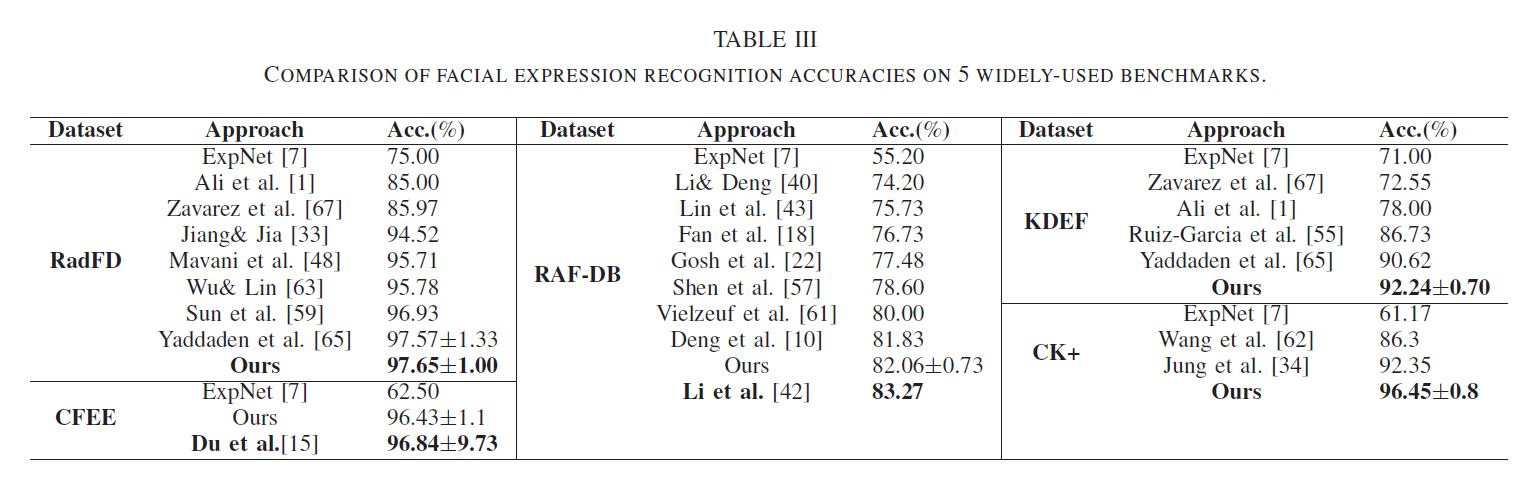 TABLE III
COMPARISON OF FACIAL EXPRESSION RECOGNITION ACCURACIES ON 5 WIDELY-USED BENCHMARKS.
Dataset Approach Acc.(%)
RadFD
ExpNet [7] 75.00
Ali et al. [1] 85.00
Zavarez et al. [67] 85.97
Jiang& Jia [33] 94.52
Mavani et al. [48] 95.71
Wu& Lin [63] 95.78
Sun et al. [59] 96.93
Yaddaden et al. [65] 97.57±1.33
Ours 97.65±1.00
CFEE
ExpNet [7] 62.50
Ours 96.43±1.1
Du et al.[15] 96.84±9.73
Dataset Approach Acc.(%)
RAF-DB
ExpNet [7] 55.20
Li& Deng [40] 74.20
Lin et al. [43] 75.73
Fan et al. [18] 76.73
Gosh et al. [22] 77.48
Shen et al. [57] 78.60
Vielzeuf et al. [61] 80.00
Deng et al. [10] 81.83
Ours 82.06±0.73
Li et al. [42] 83.27
Dataset Approach Acc.(%)
KDEF
ExpNet [7] 71.00
Zavarez et al. [67] 72.55
Ali et al. [1] 78.00
Ruiz-Garcia et al. [55] 86.73
Yaddaden et al. [65] 90.62
Ours 92.24±0.70
CK+
ExpNet [7] 61.17
Wang et al. [62] 86.3
Jung et al. [34] 92.35
Ours 96.45±0.8